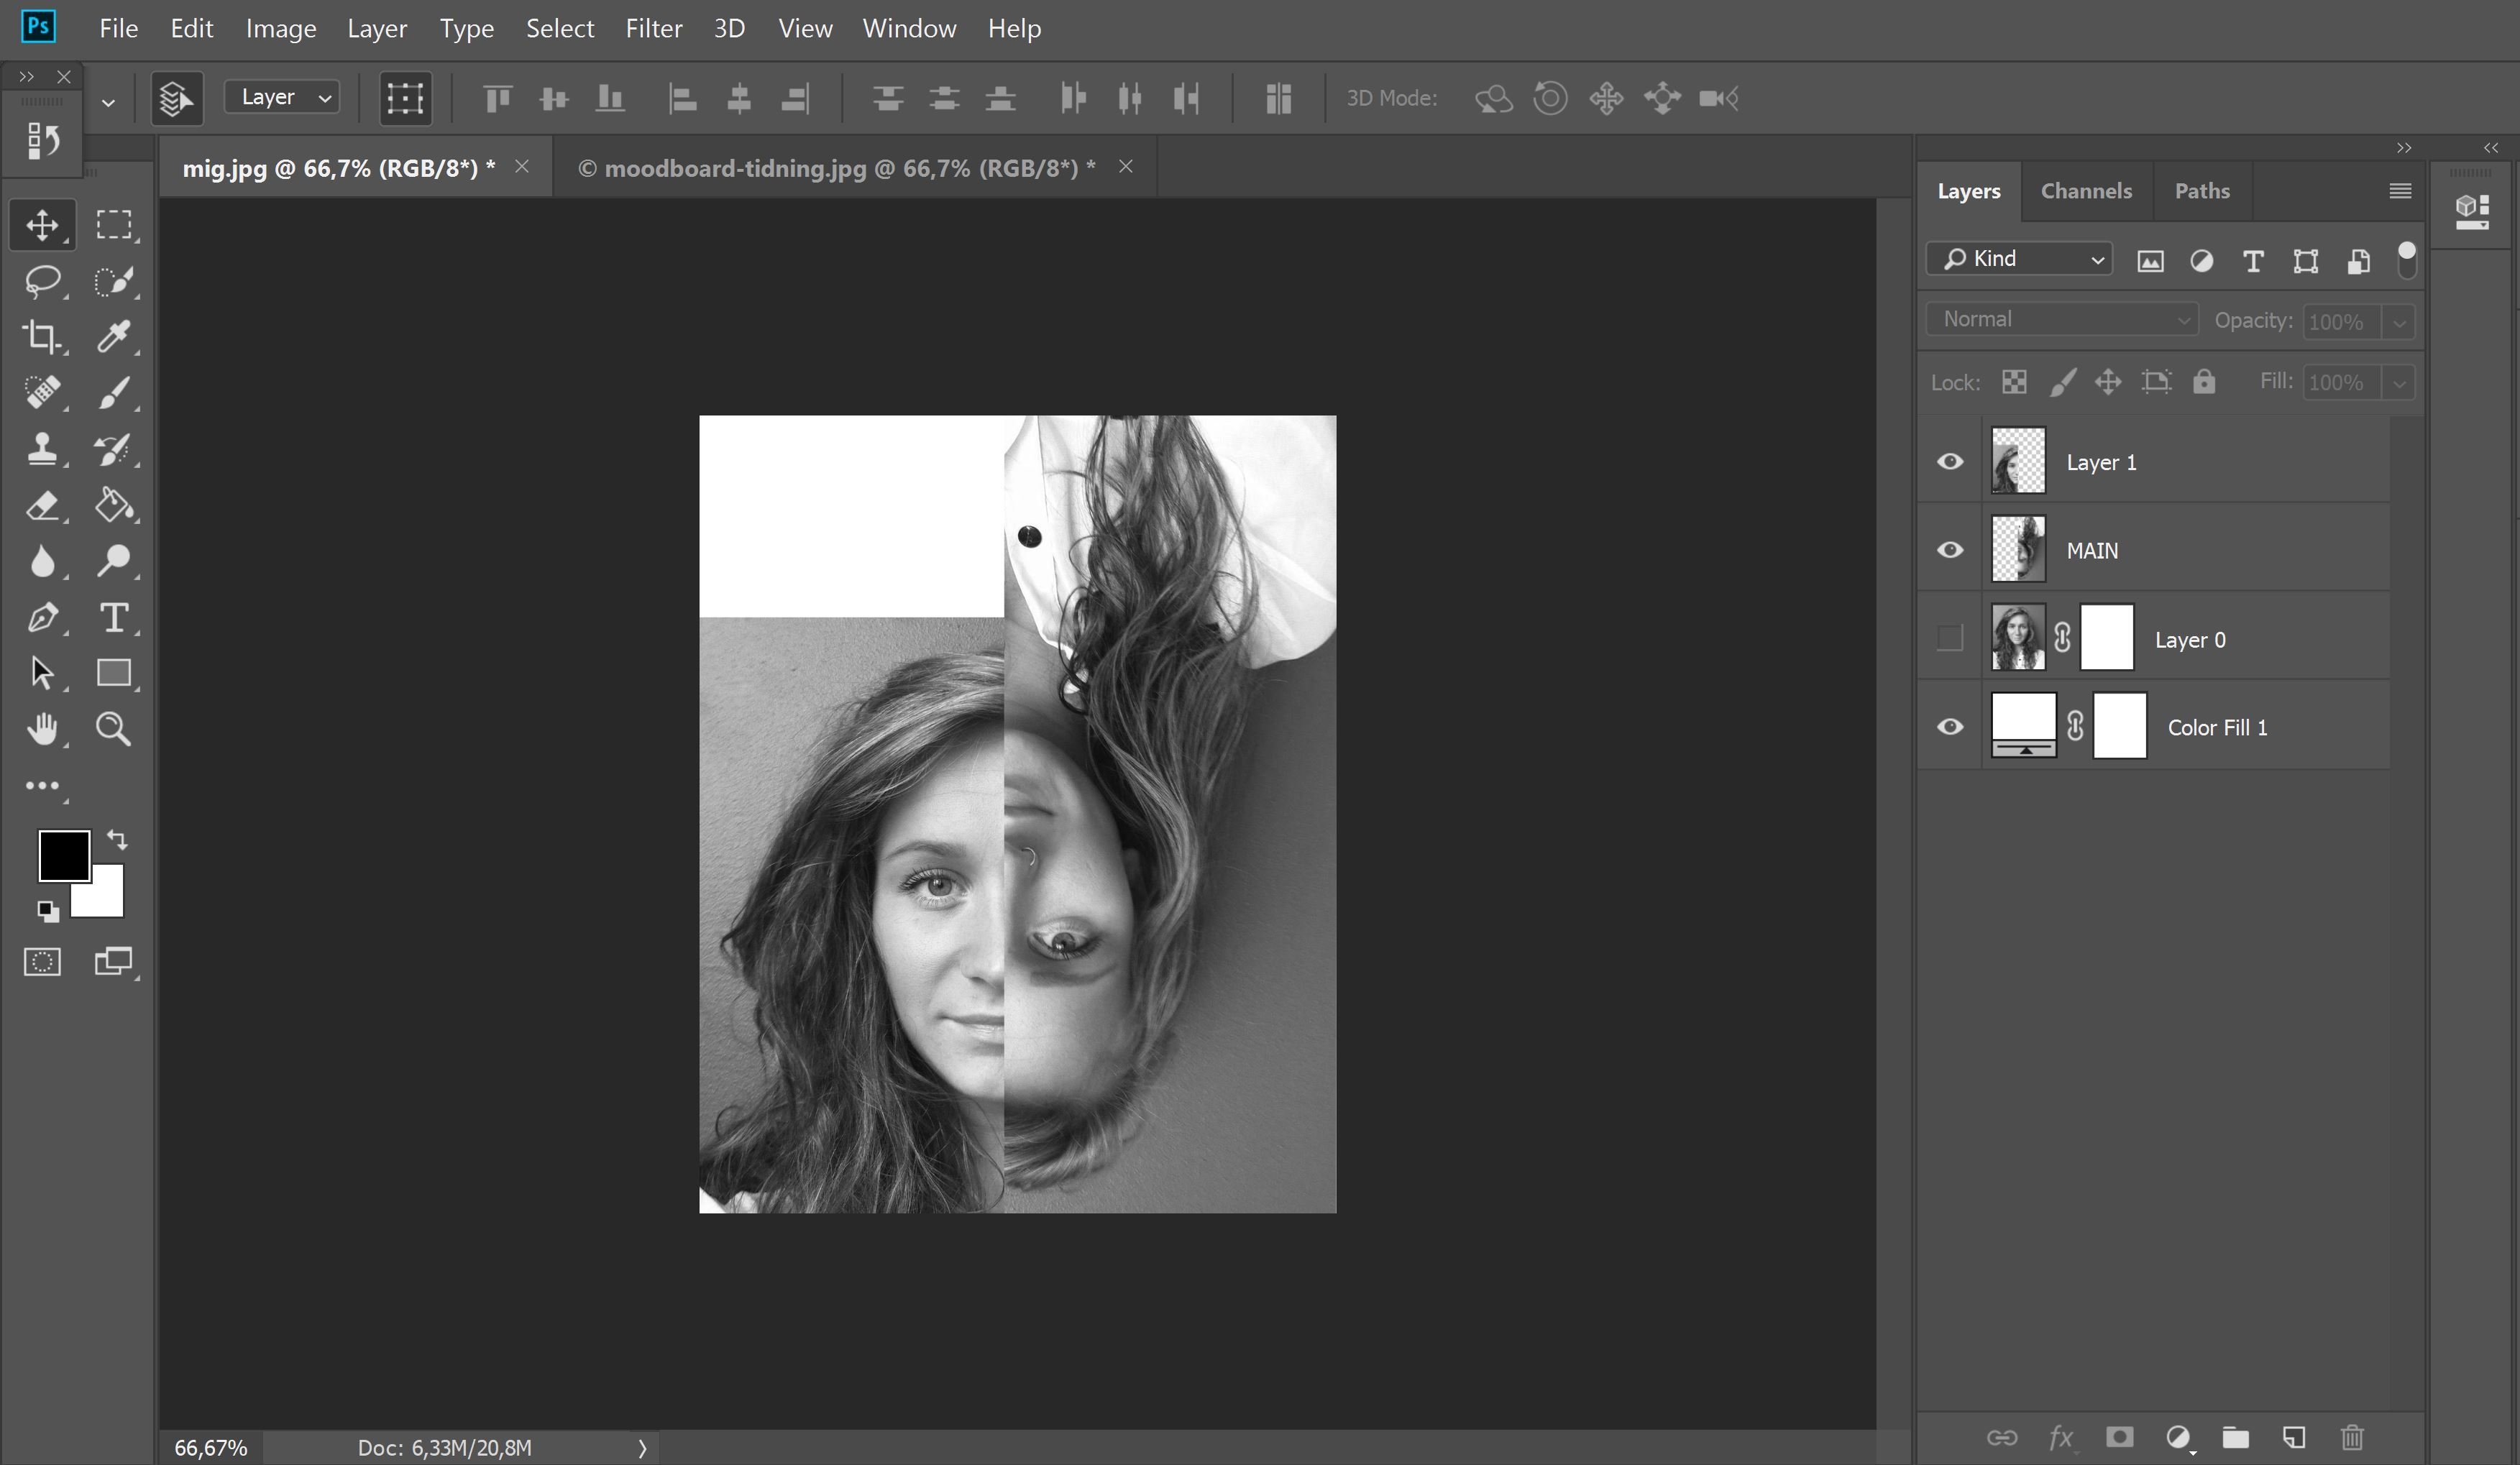 Ps File Edit Image Layer Type Select Filter 3D View Window Help
Layer 3D Mode:
mig.jpg @ 66,7% (RGB/8*) * © moodboard-tidning.jpg @ 66,7% (RGB/8*) *
Layers Channels Paths
Kind
Normal Opacity: 100%
Lock: Fill: 100%
Layer 1
MAIN
Layer 0
Color Fill 1
66,67% Doc: 6,33M/20,8M
fx